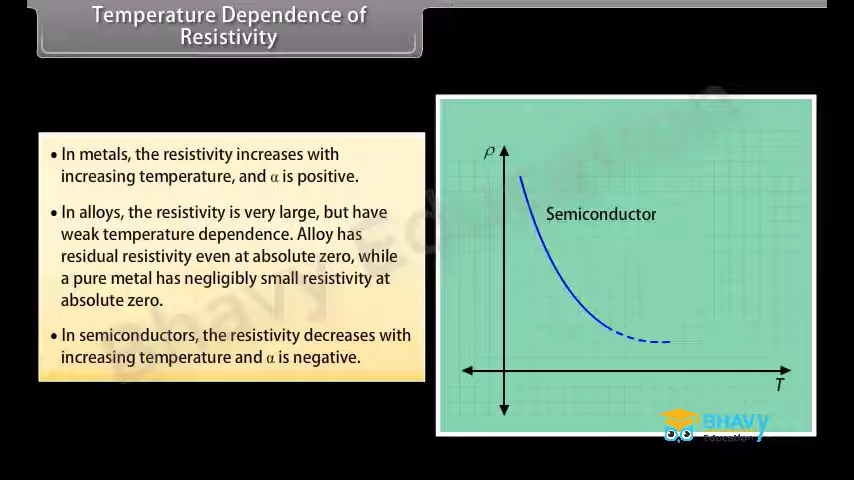 Temperature Dependence of
Resistivity
• In metals, the resistivity increases with
increasing temperature, and α is positive.
• In alloys, the resistivity is very large, but have
weak temperature dependence. Alloy has
residual resistivity even at absolute zero, while
a pure metal has negligibly small resistivity at
absolute zero.
• In semiconductors, the resistivity decreases with
increasing temperature and α is negative.
ρ
Semiconductor
T
BHAVY
Education
Bhavy Education